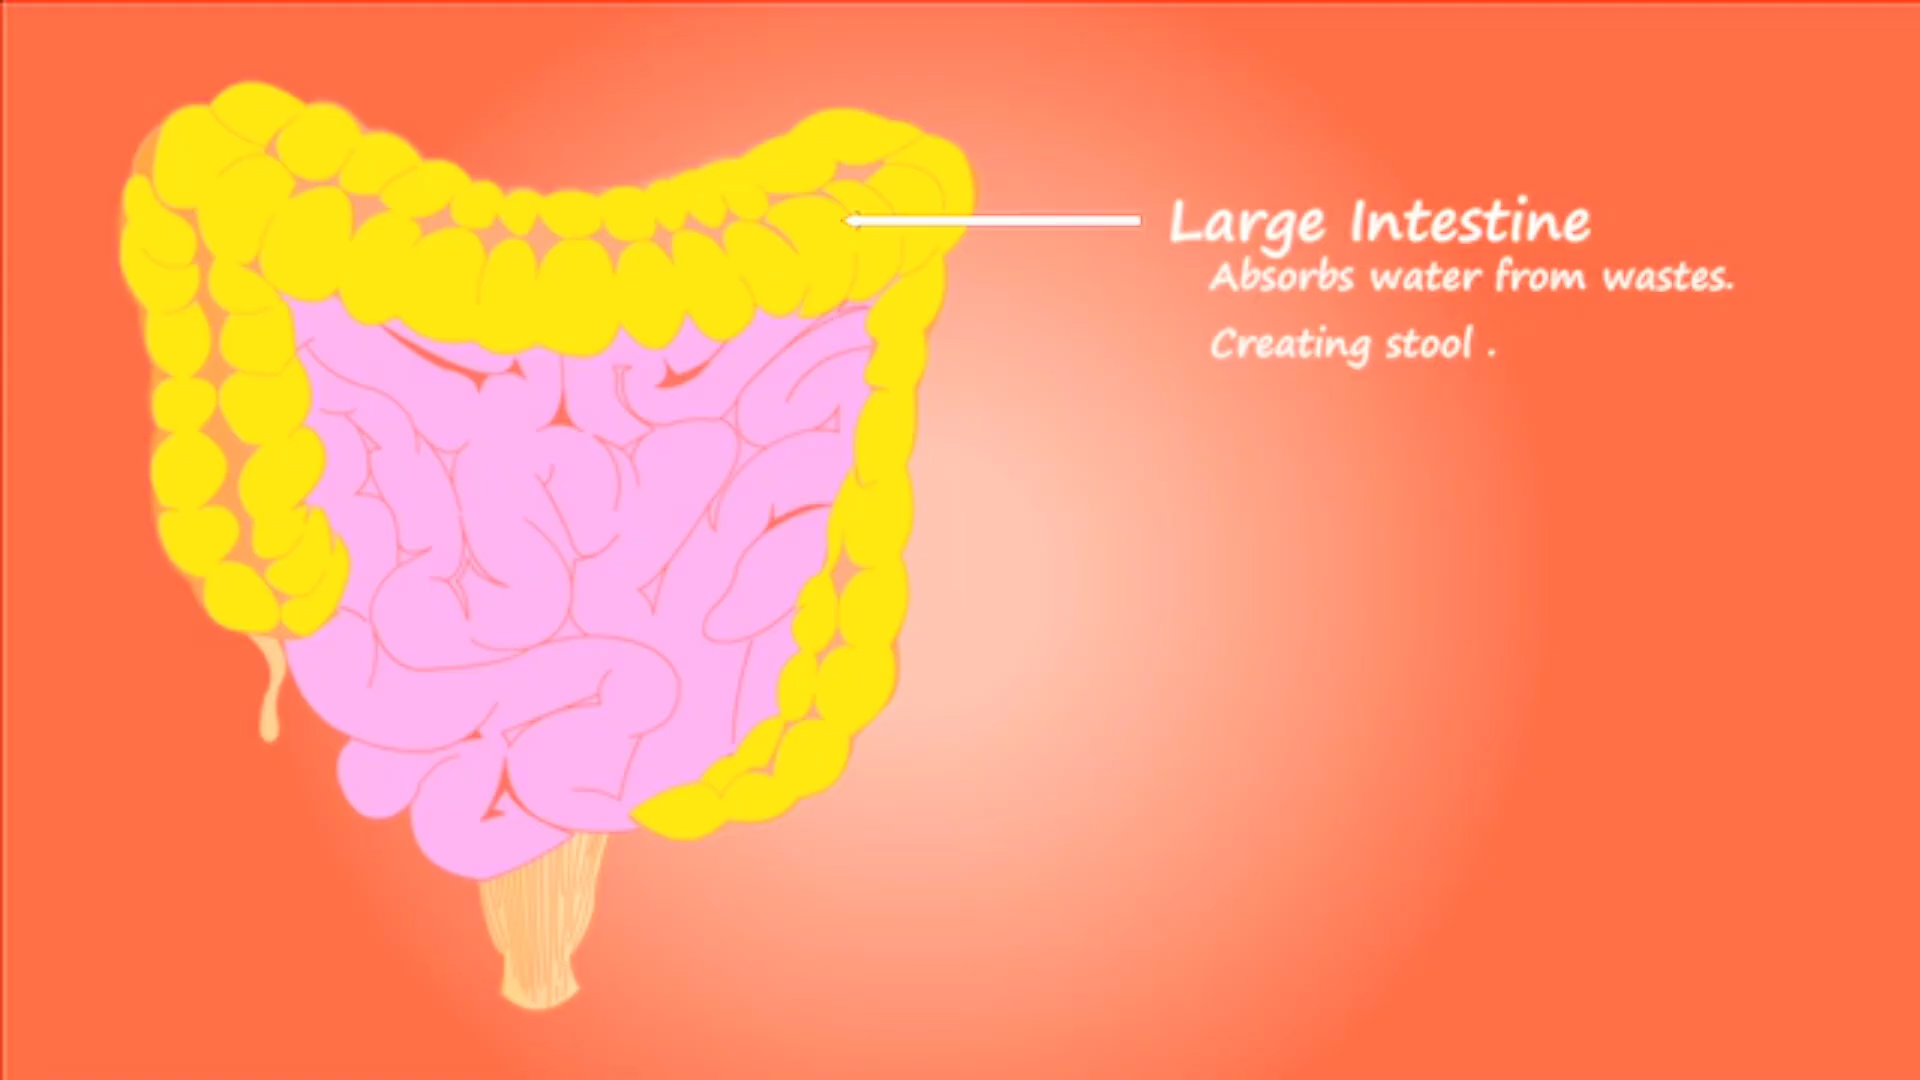 Large Intestine
Absorbs water from wastes.
Creating stool .